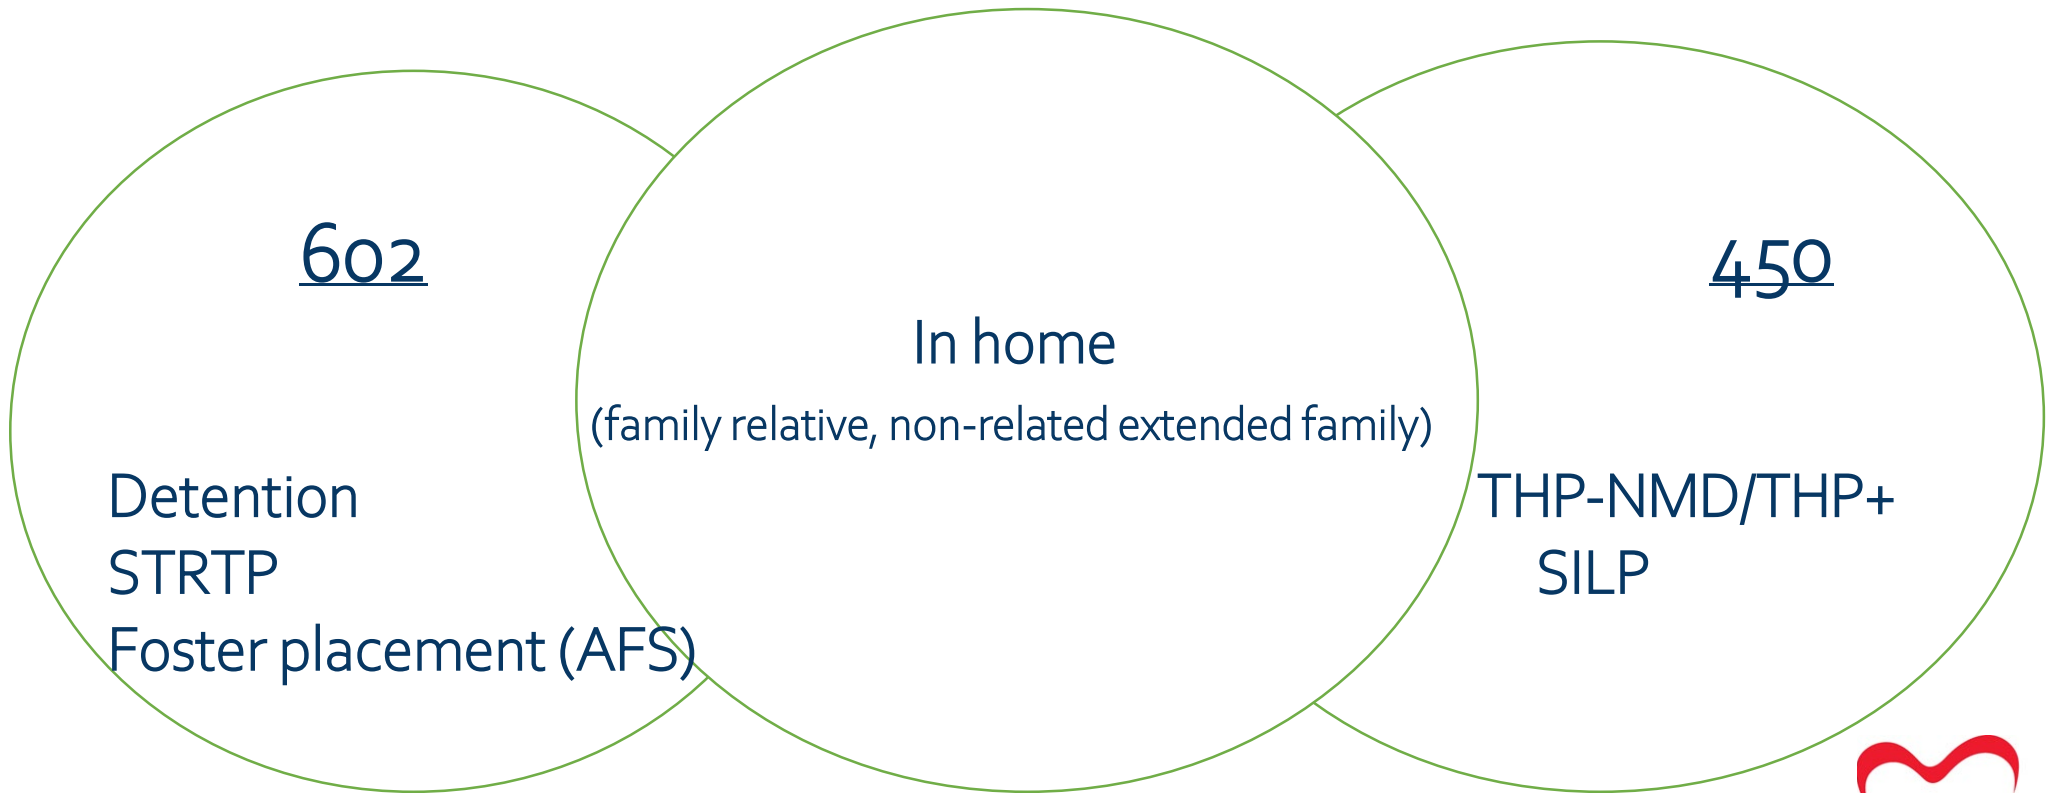 602
Detention
STRTP
Foster placement (AFS)
In home
(family relative, non-related extended family)
450
THP-NMD/THP+
SILP